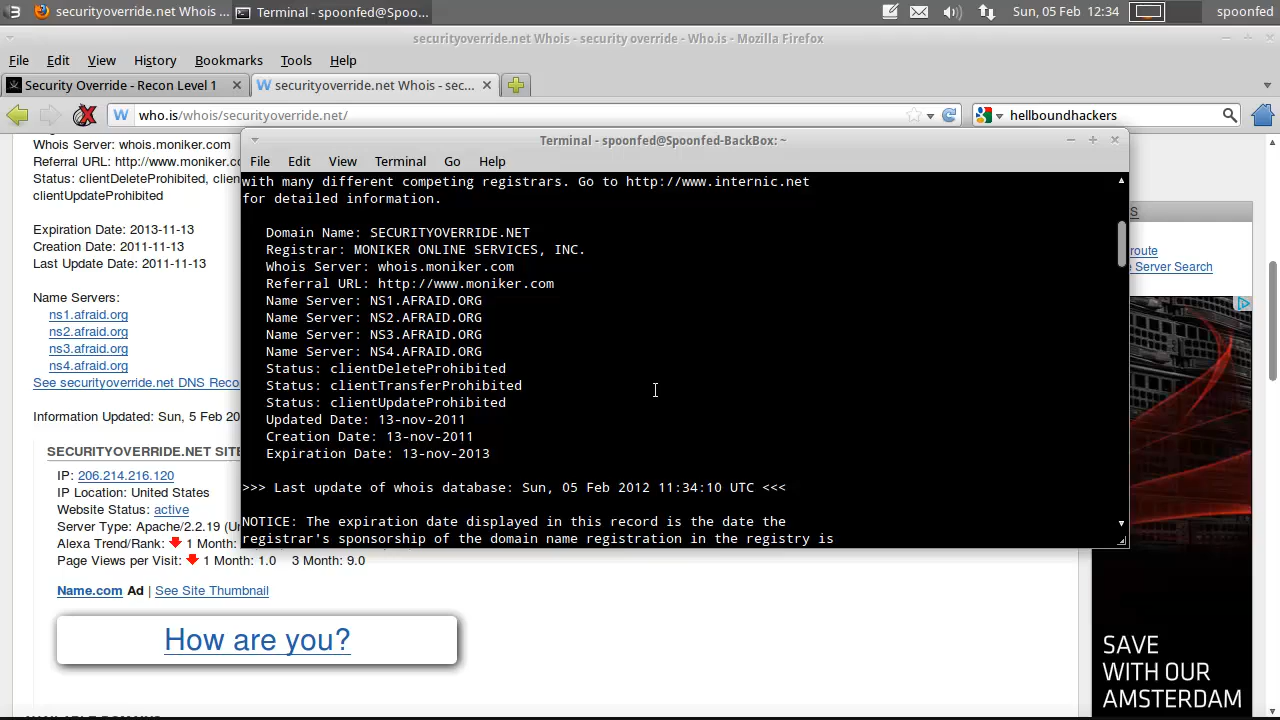 securityoverride.net Whois ...
Terminal - spoonfed@Spoo...
Sun, 05 Feb 12:34
spoonfed
securityoverride.net Whois - security override - Who.is - Mozilla Firefox
File Edit View History Bookmarks Tools Help
Security Override - Recon Level 1
W securityoverride.net Whois - sec...
W who.is/whois/securityoverride.net/
hellboundhackers
Whois Server: whois.moniker.com
Referral URL: http://www.monike
Status: clientDeleteProhibited, clien
clientUpdateProhibited
Expiration Date: 2013-11-13
Creation Date: 2011-11-13
Last Update Date: 2011-11-13
Name Servers:
ns1.afraid.org
ns2.afraid.org
ns3.afraid.org
ns4.afraid.org
See securityoverride.net DNS Reco
Information Updated: Sun, 5 Feb 20
SECURITYOVERRIDE.NET SITE
IP: 206.214.216.120
IP Location: United States
Website Status: active
Server Type: Apache/2.2.19 (Un
Alexa Trend/Rank: 1 Month:
Page Views per Visit: 1 Month: 1.0 3 Month: 9.0
Name.com Ad | See Site Thumbnail
How are you?
Terminal - spoonfed@Spoonfed-BackBox: ~
File Edit View Terminal Go Help
with many different competing registrars. Go to http://www.internic.net
for detailed information.
Domain Name: SECURITYOVERRIDE.NET
Registrar: MONIKER ONLINE SERVICES, INC.
Whois Server: whois.moniker.com
Referral URL: http://www.moniker.com
Name Server: NS1.AFRAID.ORG
Name Server: NS2.AFRAID.ORG
Name Server: NS3.AFRAID.ORG
Name Server: NS4.AFRAID.ORG
Status: clientDeleteProhibited
Status: clientTransferProhibited
Status: clientUpdateProhibited
Updated Date: 13-nov-2011
Creation Date: 13-nov-2011
Expiration Date: 13-nov-2013
>>> Last update of whois database: Sun, 05 Feb 2012 11:34:10 UTC <<<
NOTICE: The expiration date displayed in this record is the date the
registrar's sponsorship of the domain name registration in the registry is
S
route
e Server Search
SAVE
WITH OUR
AMSTERDAM